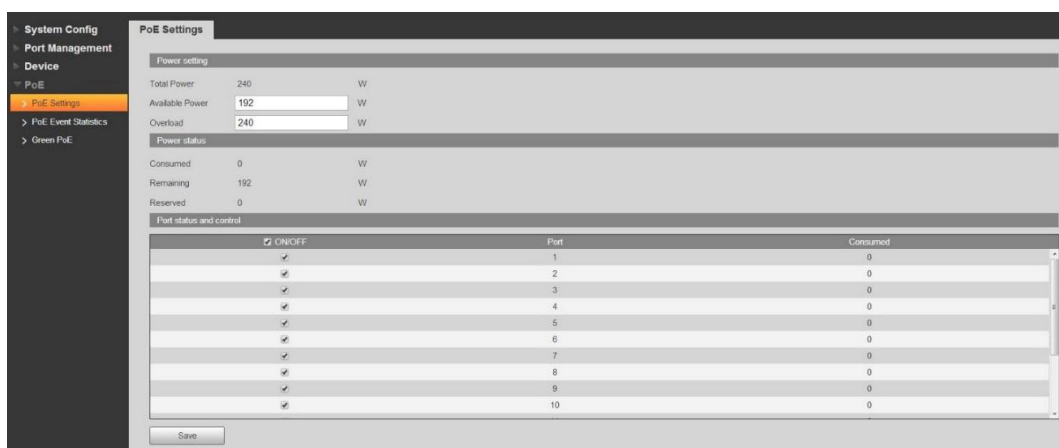 System Config
Port Management
Device
PoE
PoE Settings
PoE Event Statistics
Green PoE
PoE Settings
Power setting
Total Power 240 W
Available Power 192 W
Overload 240 W
Power status
Consumed 0 W
Remaining 192 W
Reserved 0 W
Port status and control
ON/OFF Port Consumed
1 0
2 0
3 0
4 0
5 0
6 0
7 0
8 0
9 0
10 0
Save